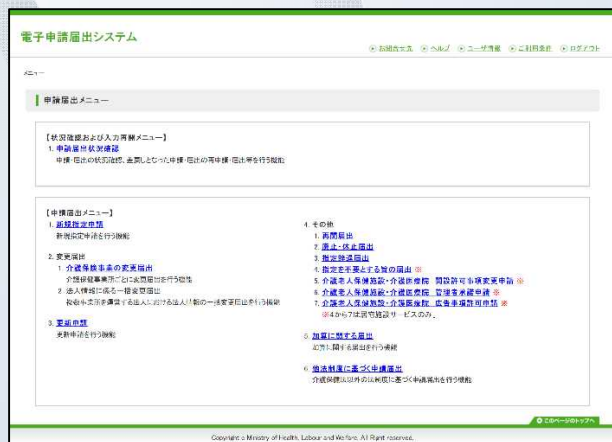 電子申請届出システム
お問合せ先 ヘルプ ユーザ情報 ご利用条件 ログアウト
メニュー
申請届出メニュー
【状況確認および入力再開メニュー】
1. 申請届出状況確認
申請・届出の状況確認、差戻しとなった申請・届出の再申請・届出等を行う機能
【申請届出メニュー】
1. 新規指定申請
新規指定申請を行う機能
2. 変更届出
1. 介護保険事業の変更届出
介護保険事業所ごとに変更届出を行う機能
2. 法人情報に係る一括変更届出
複数事業所を運営する法人における法人情報の一括変更届出を行う機能
3. 更新申請
更新申請を行う機能
4. その他
1. 再開届出
2. 廃止・休止届出
3. 指定辞退届出
4. 指定を不要とする旨の届出 ※
5. 介護老人保健施設・介護医療院 開設許可事項変更申請 ※
6. 介護老人保健施設・介護医療院 管理者承認申請 ※
7. 介護老人保健施設・介護医療院 広告事項許可申請 ※
※4から7は居宅施設サービスのみ。
5. 加算に関する届出
加算に関する届出を行う機能
6. 他法制度に基づく申請届出
介護保険法以外の法制度に基づく申請届出を行う機能
このページのトップへ
Copyright c Ministry of Health, Labour and Welfare, All Right reserved.